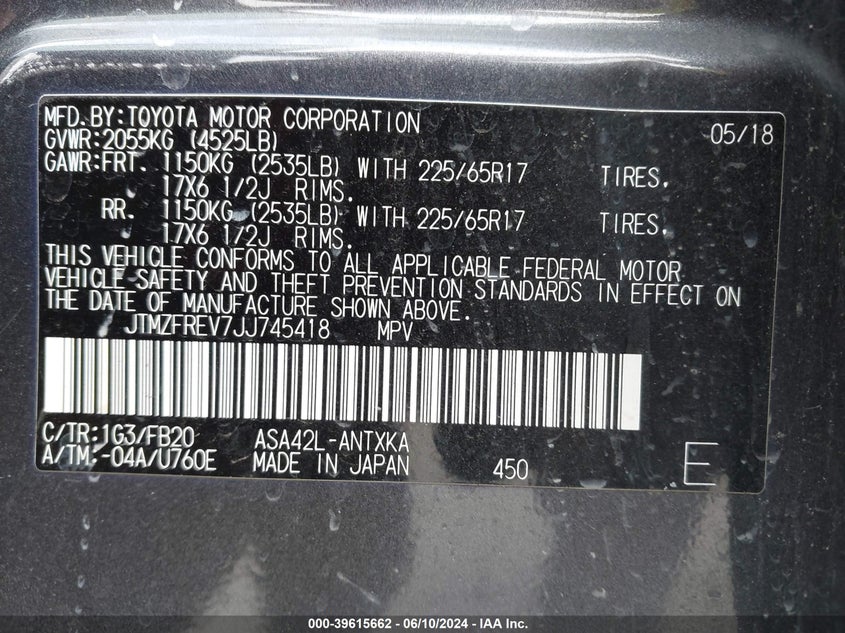 MFD.BY:TOYOTA MOTOR CORPORATION 05/18
GVWR:2055KG (4525LB)
GAWR:FRT. 1150KG (2535LB) WITH 225/65R17 TIRES,
17X6 1/2J RIMS.
RR. 1150KG (2535LB) WITH 225/65R17 TIRES,
17X6 1/2J RIMS.
THIS VEHICLE CONFORMS TO ALL APPLICABLE FEDERAL MOTOR
VEHICLE SAFETY AND THEFT PREVENTION STANDARDS IN EFFECT ON
THE DATE OF MANUFACTURE SHOWN ABOVE.
JTMZFREV7JJ745418 MPV
C/TR:1G3/FB20 ASA42L-ANTXKA
A/TM:-04A/U760E MADE IN JAPAN 450 E
000-39615662 - 06/10/2024 - IAA Inc.